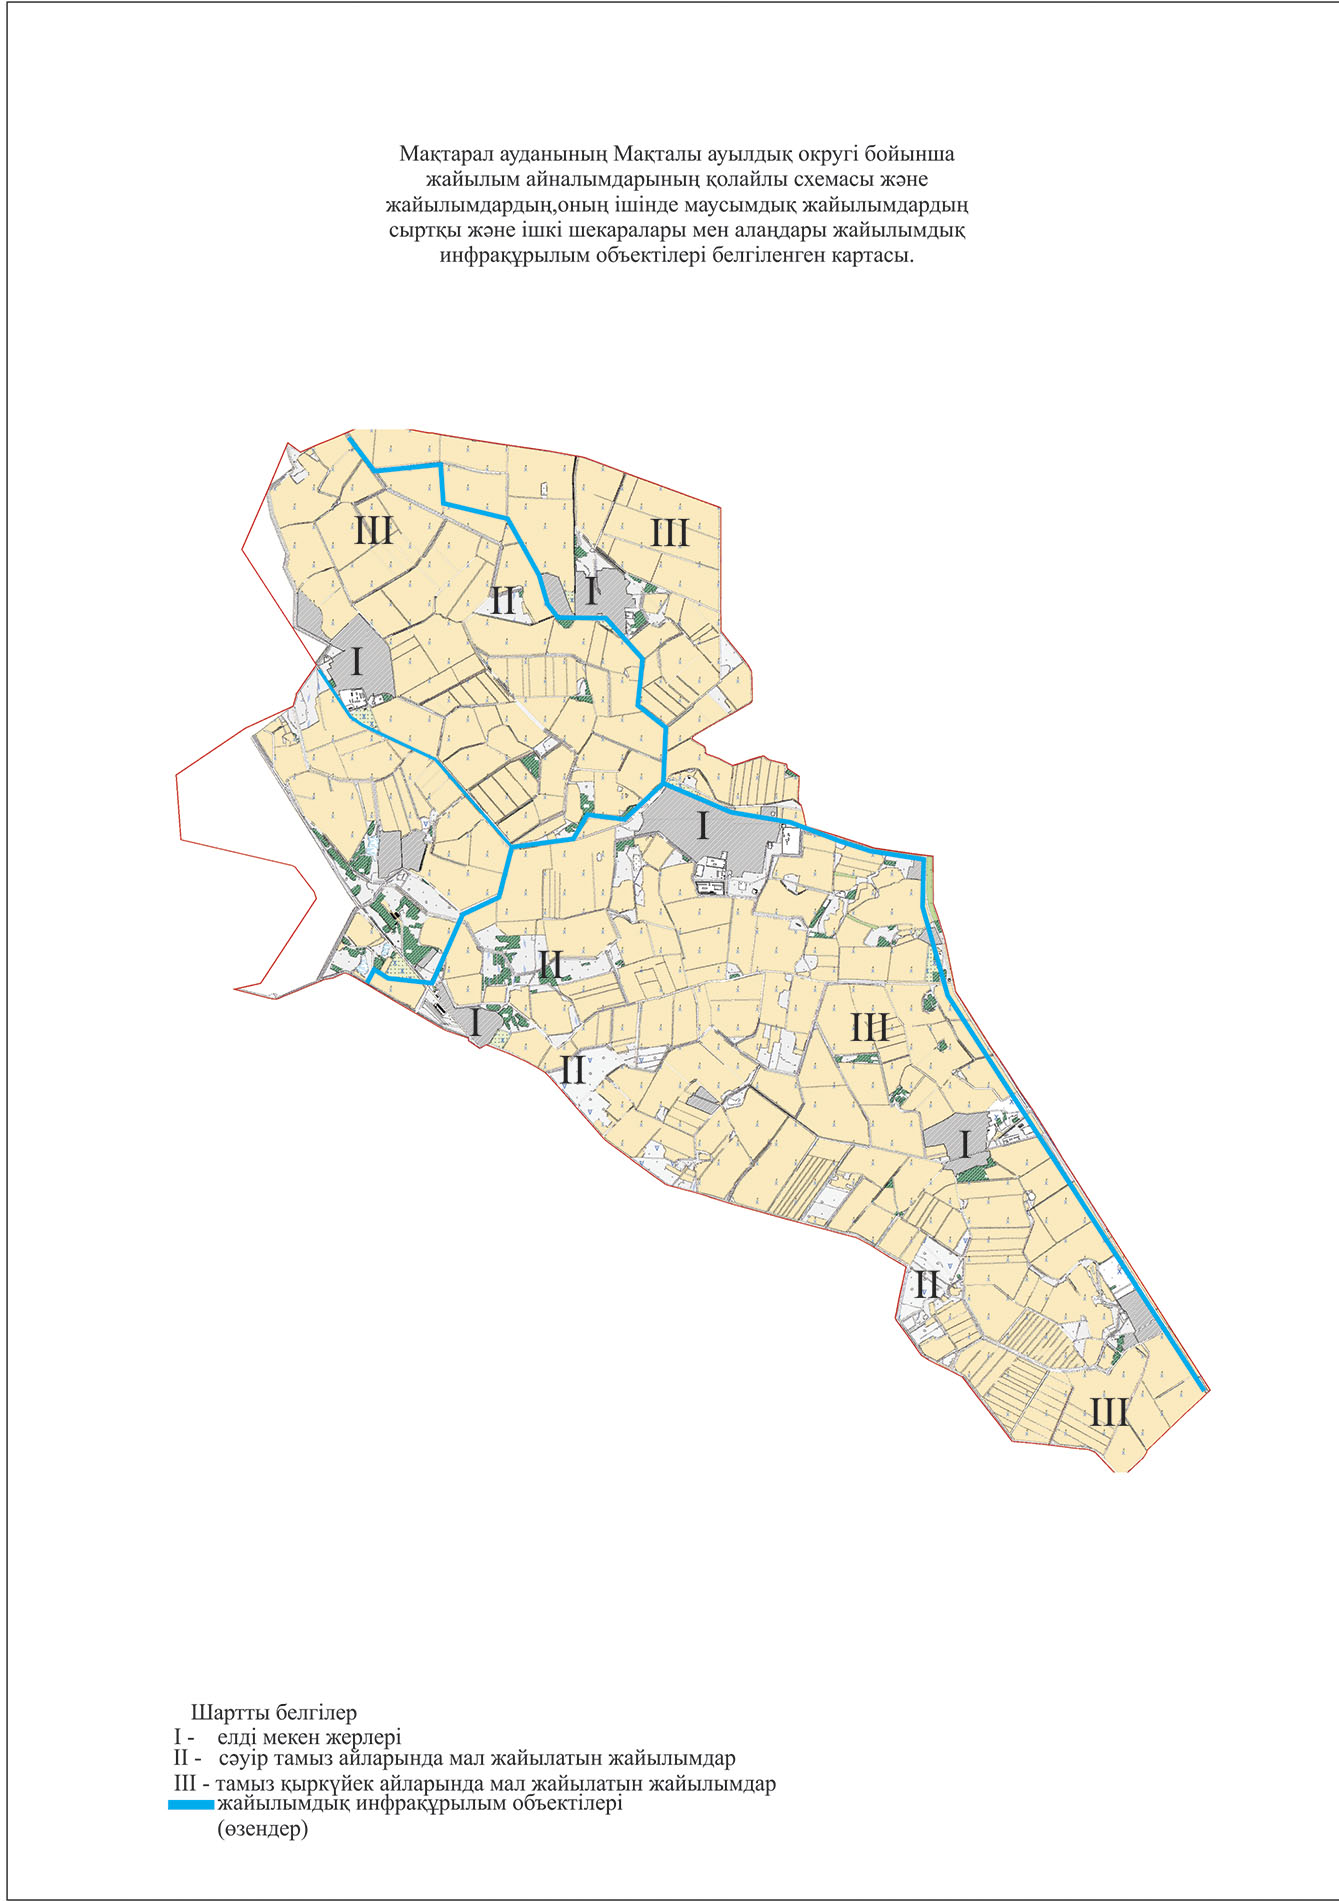 Мақтарал ауданының Мақталы ауылдық округі бойынша
жайылым айналымдарының қолайлы схемасы және
жайылымдардың,оның ішінде маусымдық жайылымдардың
сыртқы және ішкі шекаралары мен алаңдары жайылымдық
инфрақұрылым объектілері белгіленген картасы.
III
III
II
I
I
I
II
I
III
II
I
II
III
Шартты белгілер
I - елді мекен жерлері
II - сәуір тамыз айларында мал жайылатын жайылымдар
III - тамыз қыркүйек айларында мал жайылатын жайылымдар
жайылымдық инфрақұрылым объектілері
(өзендер)